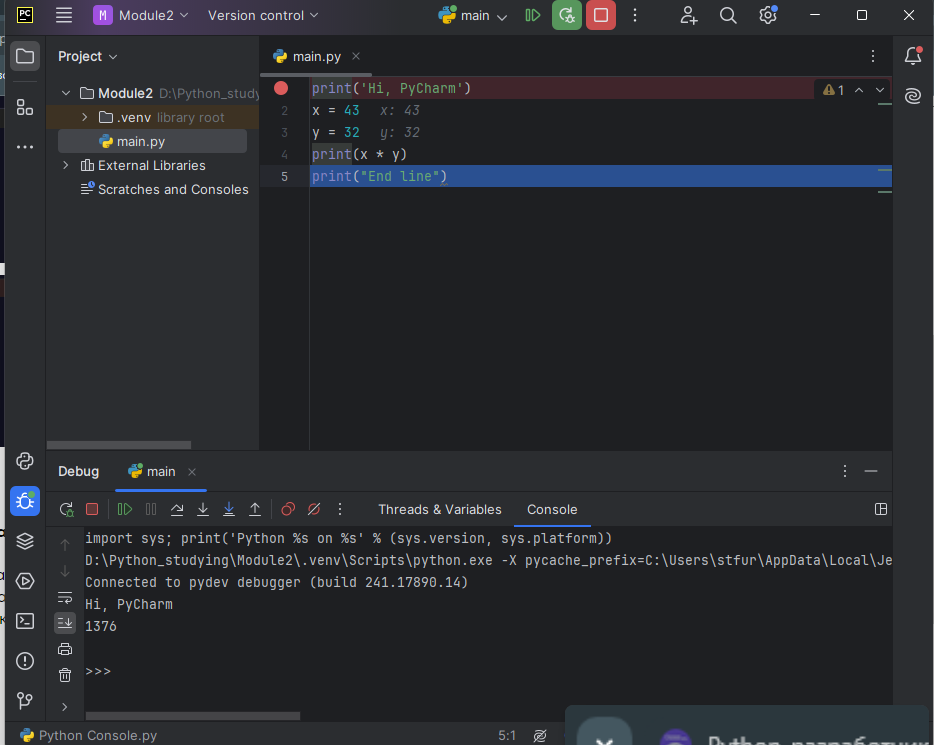 PC M Module2 Version control main
Project
main.py
Module2 D:\Python_study
.venv library root
main.py
External Libraries
Scratches and Consoles
print('Hi, PyCharm')
1
2 x = 43 x: 43
3 y = 32 y: 32
4 print(x * y)
5 print("End line")
Debug main
Threads & Variables Console
import sys; print('Python %s on %s' % (sys.version, sys.platform))
D:\Python_studying\Module2\.venv\Scripts\python.exe -X pycache_prefix=C:\Users\stfur\AppData\Local\Je
Connected to pydev debugger (build 241.17890.14)
Hi, PyCharm
1376
>>>
Python Console.py 5:1
Python-разработчик